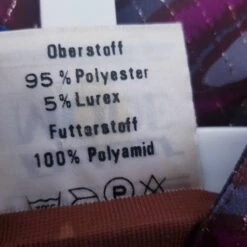 Oberstoff
95 % Polyester
5% Lurex
Futterstoff
100% Polyamid
P